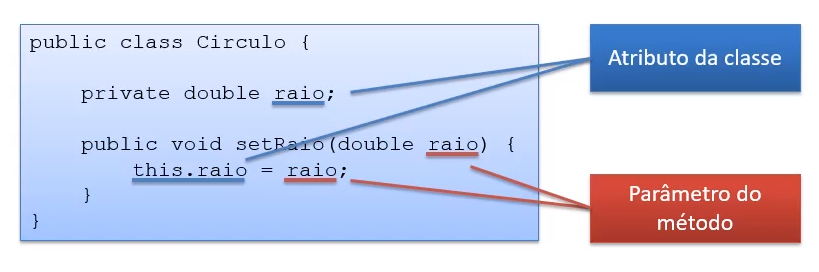 public class Circulo {
private double raio;
public void setRaio(double raio) {
this.raio = raio;
}
}
Atributo da classe
Parâmetro do
método